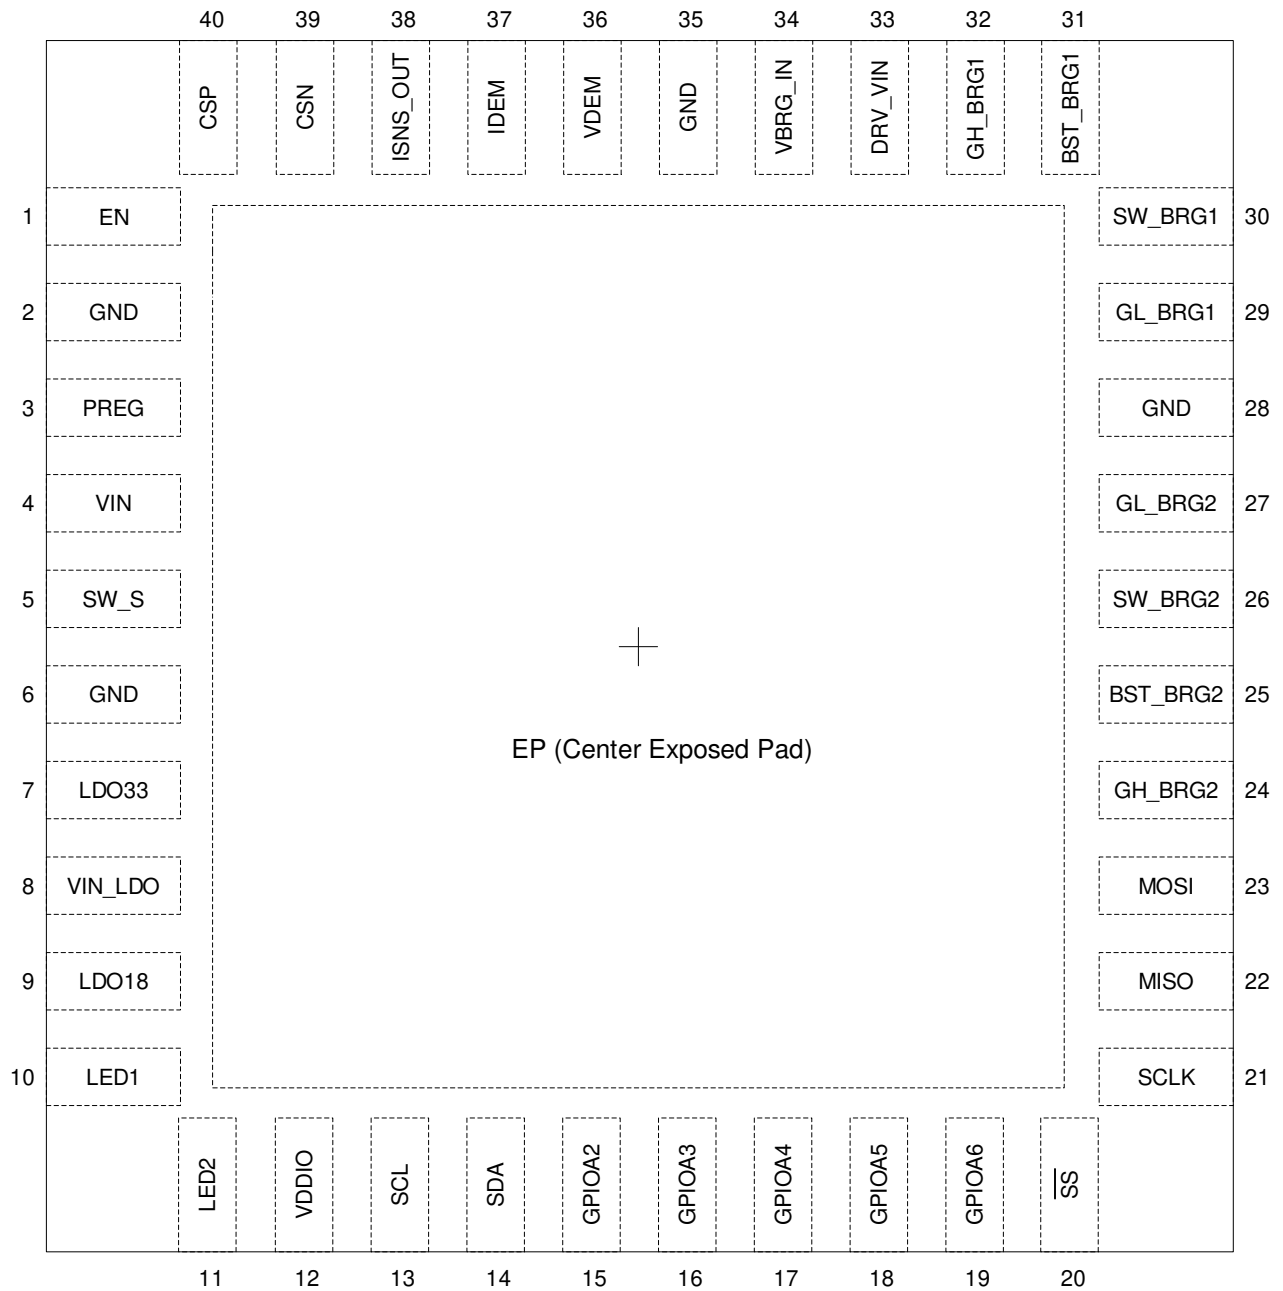 40 39 38 37 36 35 34 33 32 31
CSP
CSN
ISNS_OUT
IDEM
VDEM
GND
VBRG_IN
DRV_VIN
GH_BRG1
BST_BRG1
1 EN SW_BRG1 30
2 GND GL_BRG1 29
3 PREG GND 28
4 VIN GL_BRG2 27
5 SW_S SW_BRG2 26
6 GND BST_BRG2 25
EP (Center Exposed Pad)
7 LDO33 GH_BRG2 24
8 VIN_LDO MOSI 23
9 LDO18 MISO 22
10 LED1 SCLK 21
LED2
VDDIO
SCL
SDA
GPIOA2
GPIOA3
GPIOA4
GPIOA5
GPIOA6
SS
11 12 13 14 15 16 17 18 19 20